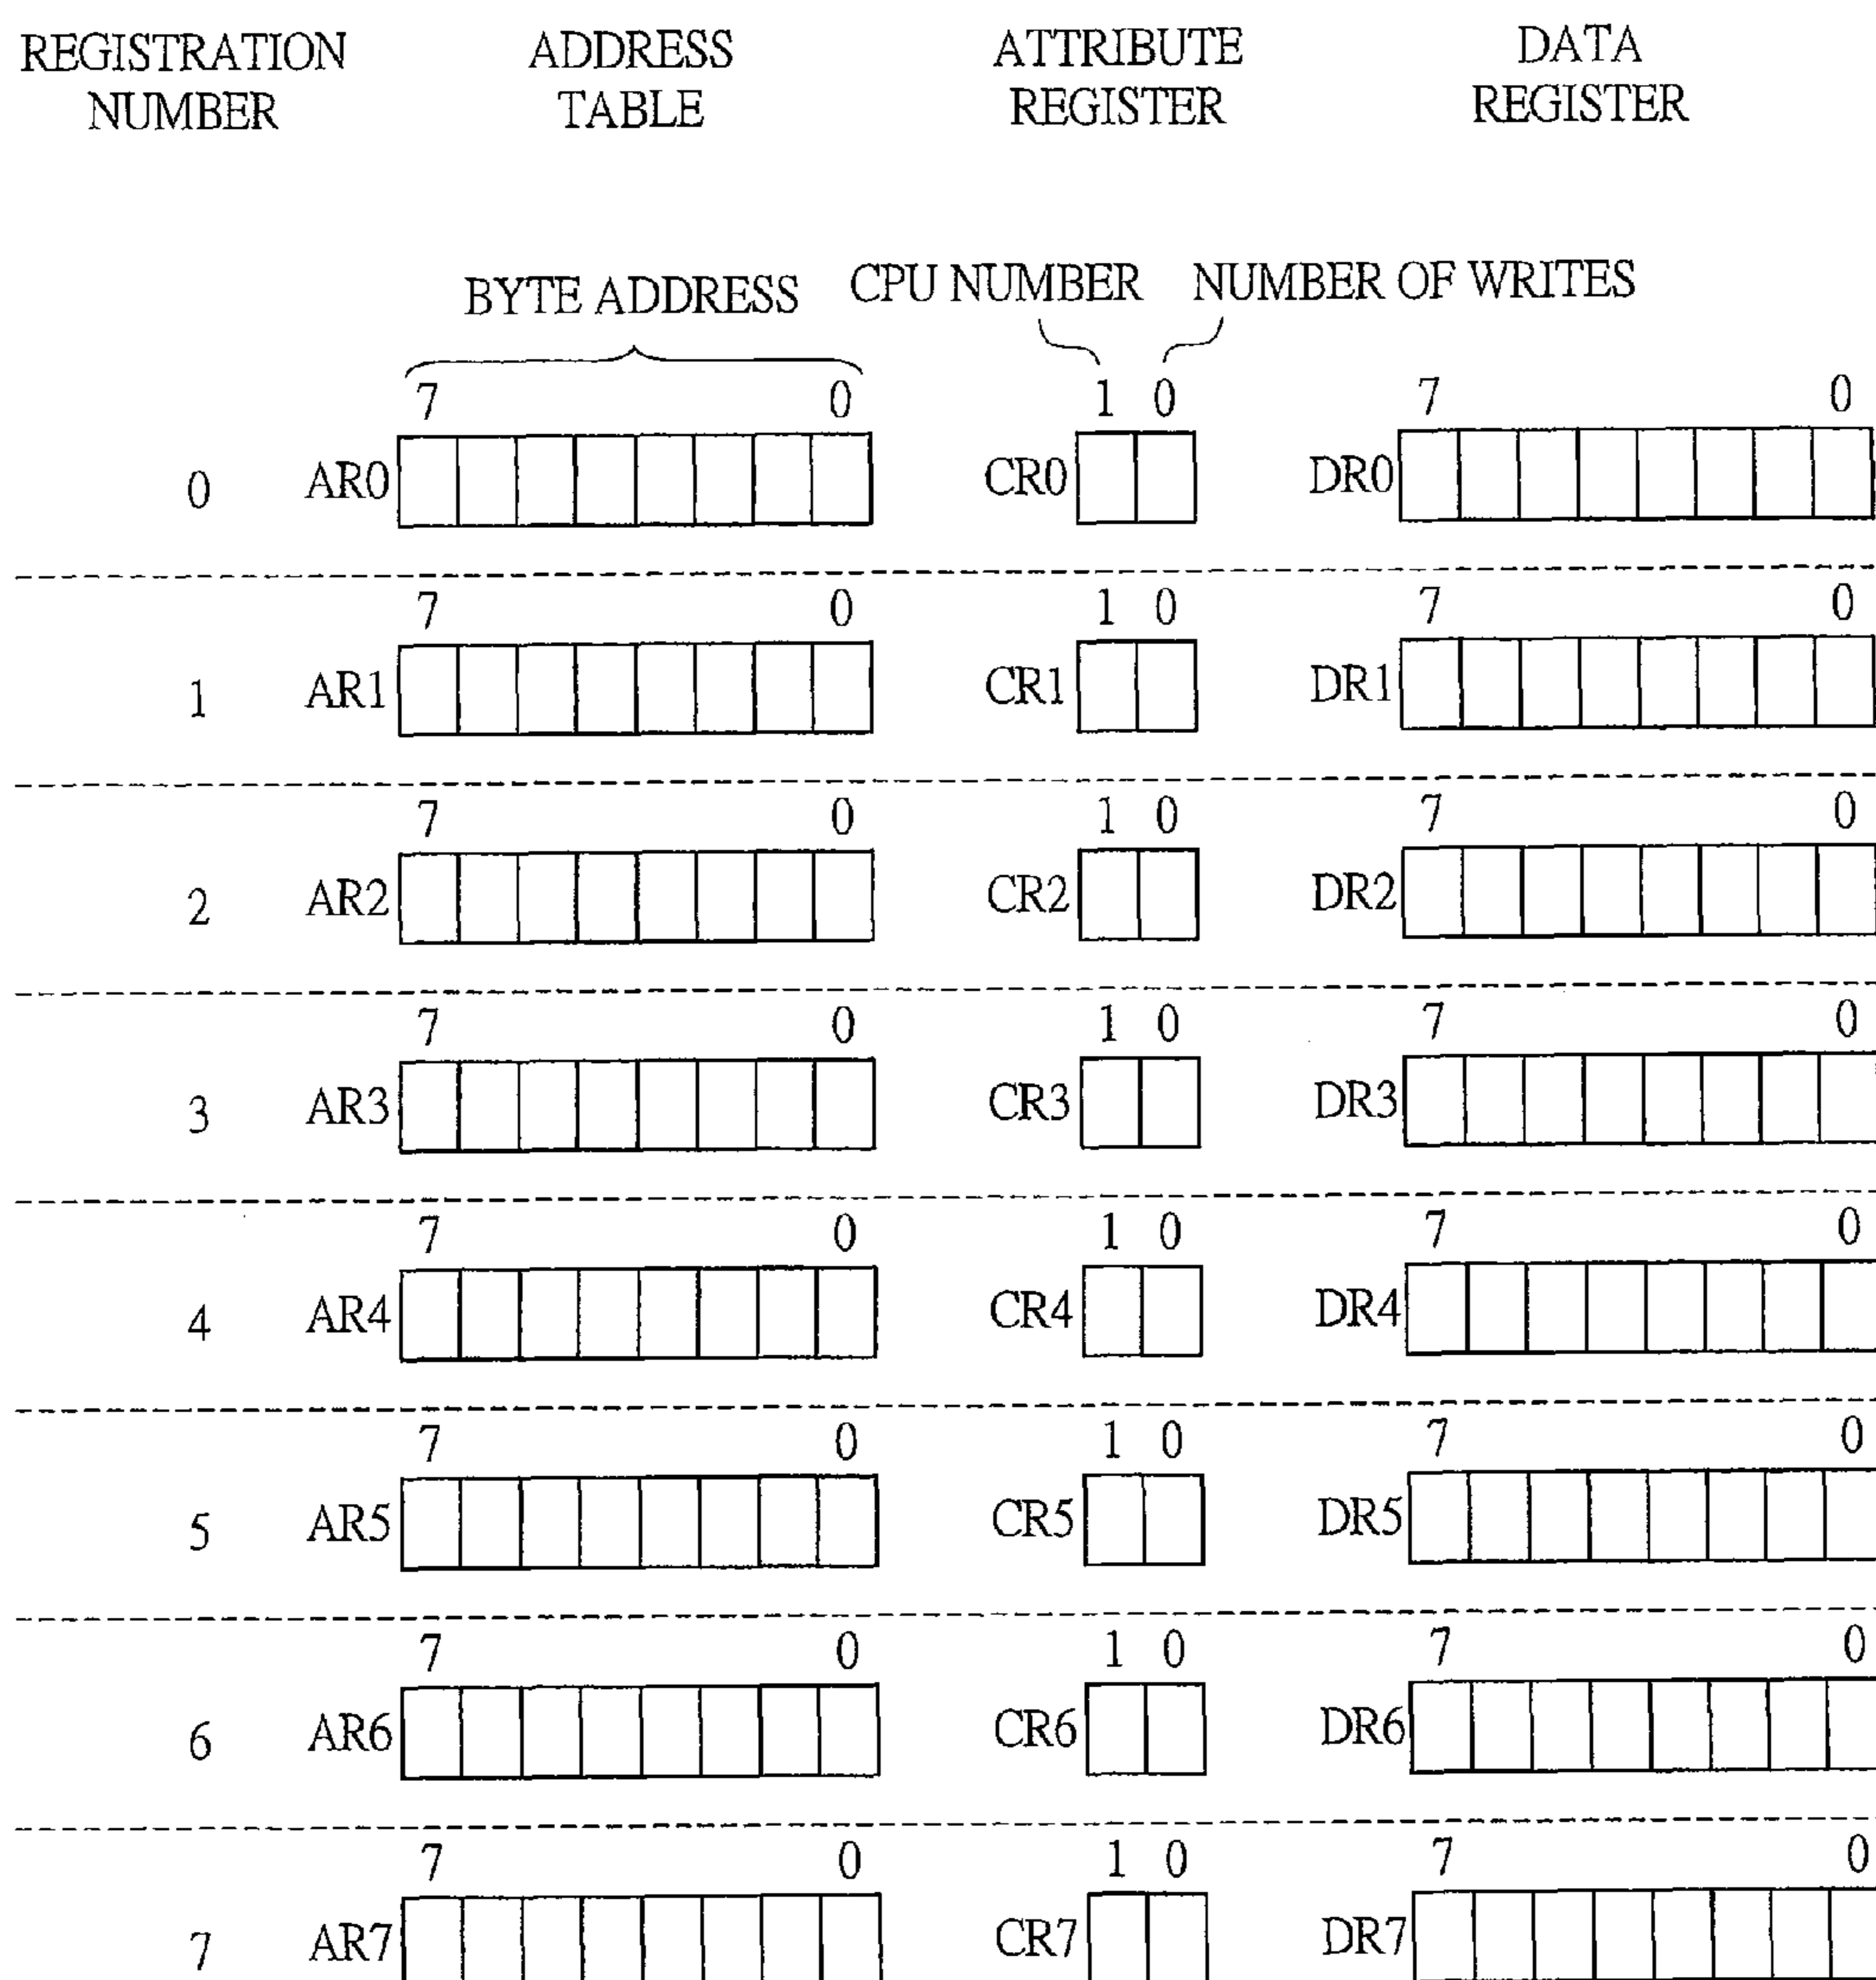 REGISTRATION NUMBER
ADDRESS TABLE
ATTRIBUTE REGISTER
DATA REGISTER
BYTE ADDRESS CPU NUMBER NUMBER OF WRITES
7 0 1 0 7 0
0 AR0 CR0 DR0
7 0 1 0 7 0
1 AR1 CR1 DR1
7 0 1 0 7 0
2 AR2 CR2 DR2
7 0 1 0 7 0
3 AR3 CR3 DR3
7 0 1 0 7 0
4 AR4 CR4 DR4
7 0 1 0 7 0
5 AR5 CR5 DR5
7 0 1 0 7 0
6 AR6 CR6 DR6
7 0 1 0 7 0
7 AR7 CR7 DR7